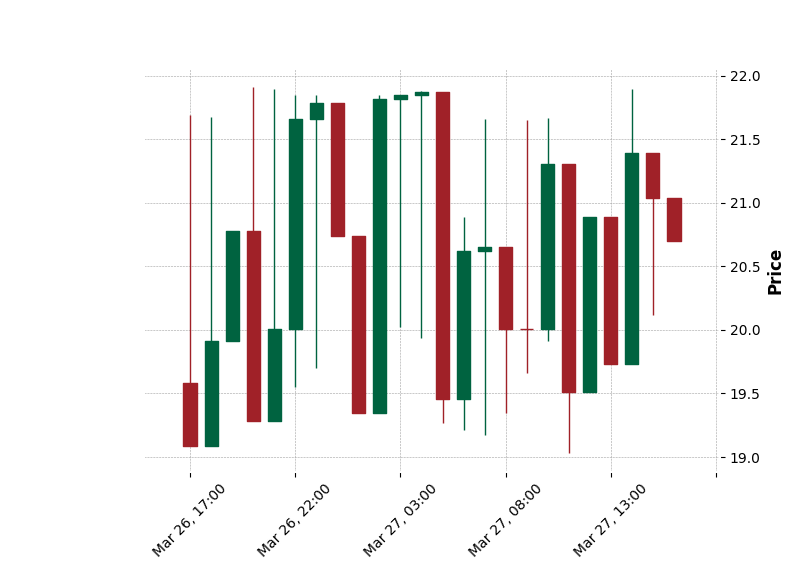 22.0
21.5
21.0
20.5
20.0
19.5
19.0
Price
Mar 26, 17:00
Mar 26, 22:00
Mar 27, 03:00
Mar 27, 08:00
Mar 27, 13:00